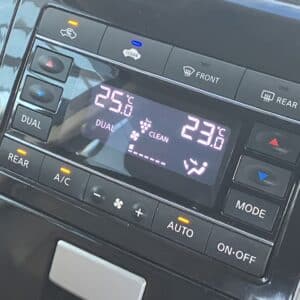 FRONT
REAR
25.0°C
23.0°C
DUAL
CLEAN
DUAL
REAR
A/C
AUTO
MODE
ON·OFF